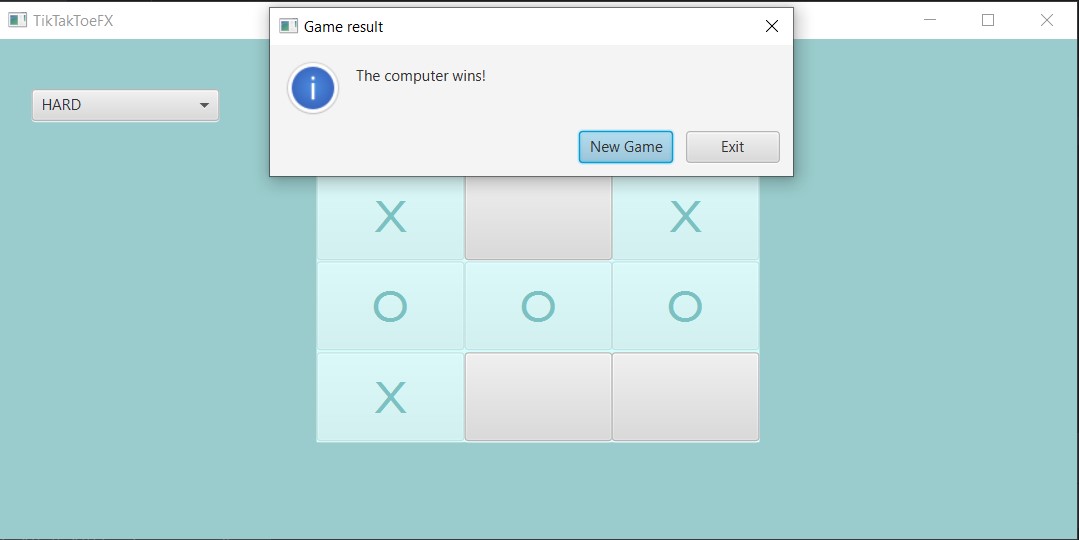 TikTakToeFX
Game result
The computer wins!
HARD
New Game
Exit
X X
O O O
X